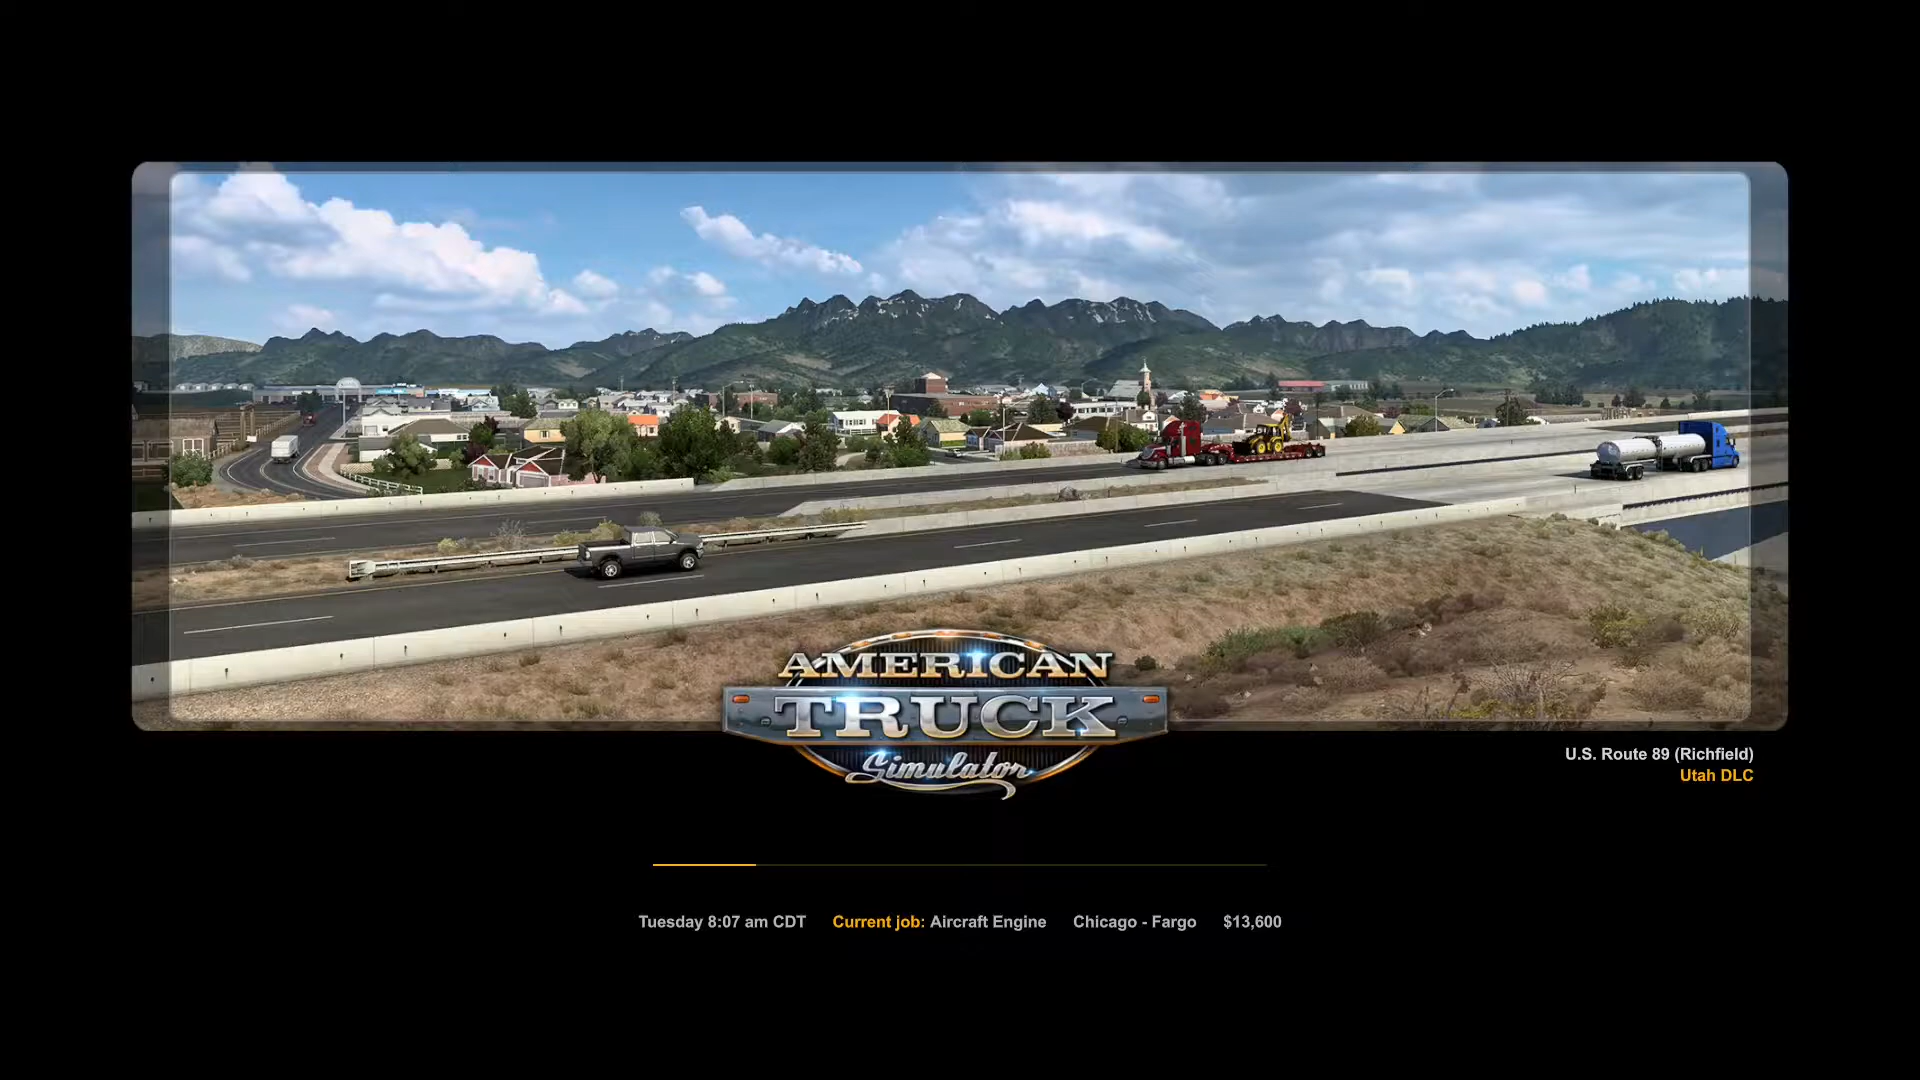 AMERICAN
TRUCK
Simulator
U.S. Route 89 (Richfield)
Utah DLC
Tuesday 8:07 am CDT Current job: Aircraft Engine Chicago - Fargo $13,600